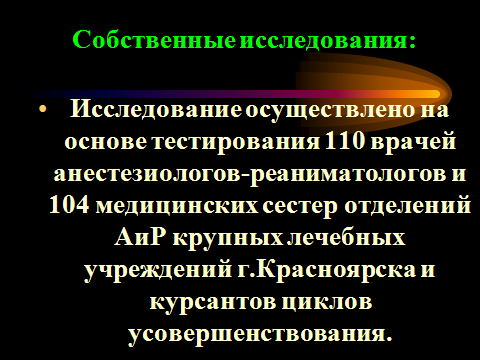 Собственные исследования:
• Исследование осуществлено на
основе тестирования 110 врачей
анестезиологов-реаниматологов и
104 медицинских сестер отделений
АиР крупных лечебных
учреждений г.Красноярска и
курсантов циклов
усовершенствования.